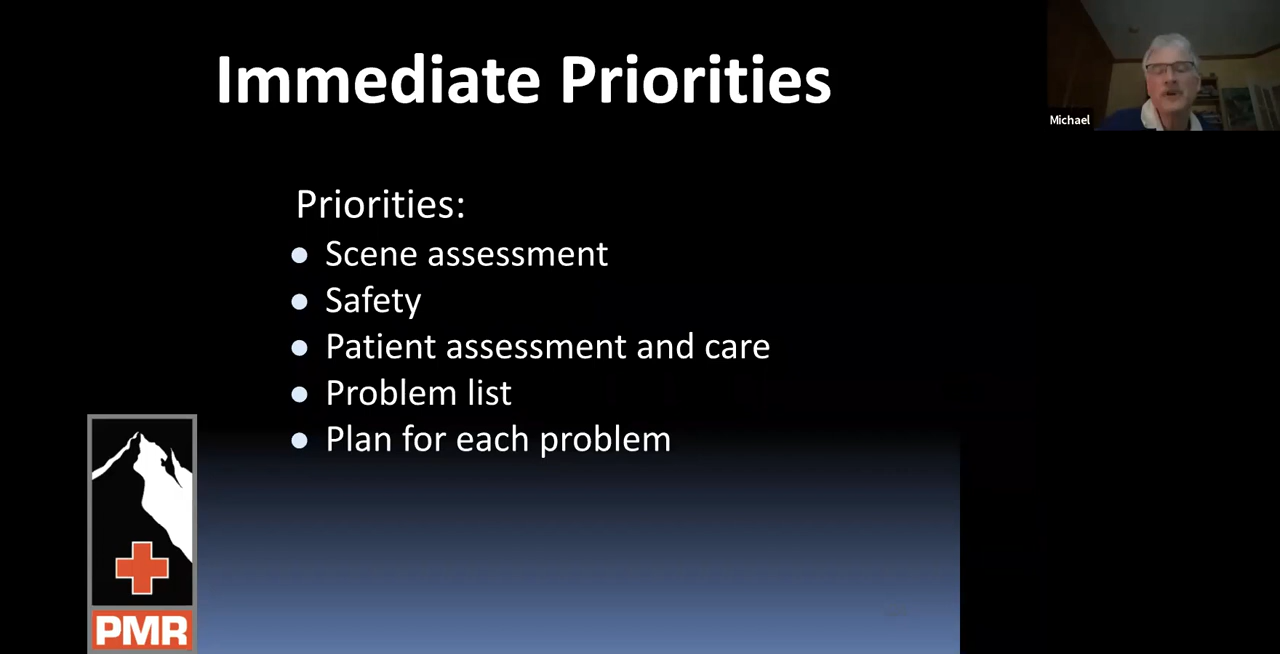 Immediate Priorities
Michael
Priorities:
● Scene assessment
● Safety
● Patient assessment and care
● Problem list
● Plan for each problem
PMR